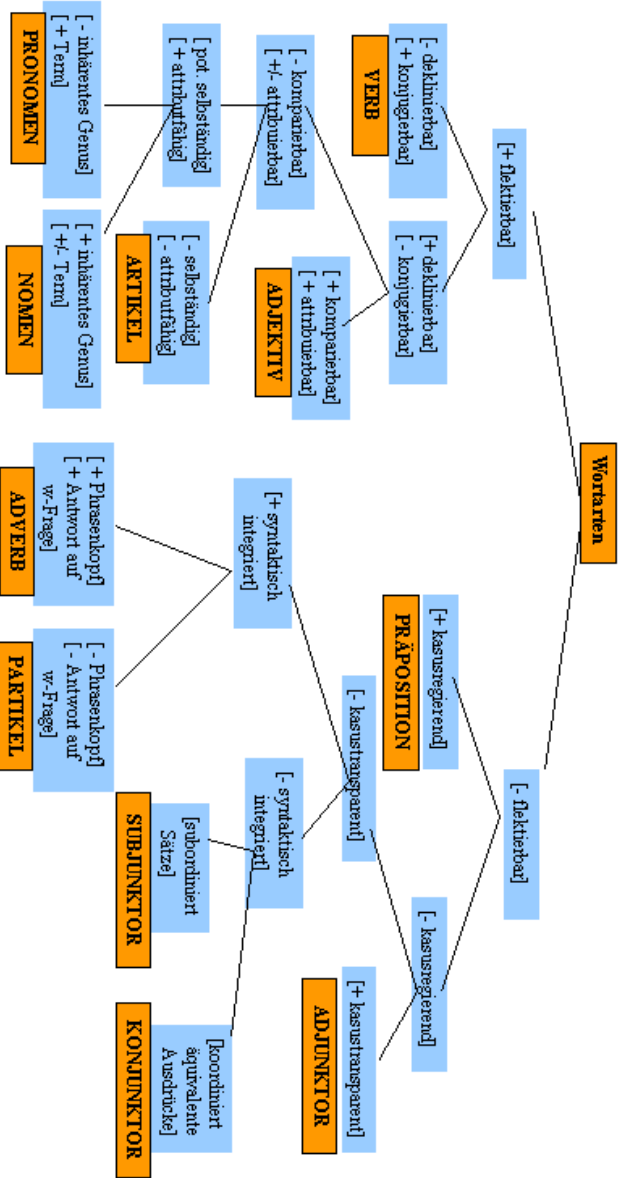 Wortarten
[+ flektierbar]
[- flektierbar]
[- deklinierbar]
[+ konjugierbar]
VERB
[+ deklinierbar]
[- konjugierbar]
[+ kasusregierend]
PRÄPOSITION
[- kasusregierend]
[- komparierbar]
[+/- attribuierbar]
[+ komparierbar]
[+ attribuierbar]
ADJEKTIV
[- kasustransparent]
[+ kasustransparent]
ADJUNKTOR
[pot. selbständig]
[+ attributfähig]
[- selbständig]
[- attributfähig]
ARTIKEL
[+ syntaktisch
integriert]
[- syntaktisch
integriert]
[- inhärentes Genus]
[+ Term]
PRONOMEN
[+ inhärentes Genus]
[+/- Term]
NOMEN
[+ Phrasenkopf]
[+ Antwort auf
w-Frage]
ADVERB
[- Phrasenkopf]
[- Antwort auf
w-Frage]
PARTIKEL
[subordiniert
Sätze]
SUBJUNKTOR
[koordiniert
äquivalente
Ausdrücke]
KONJUNKTOR